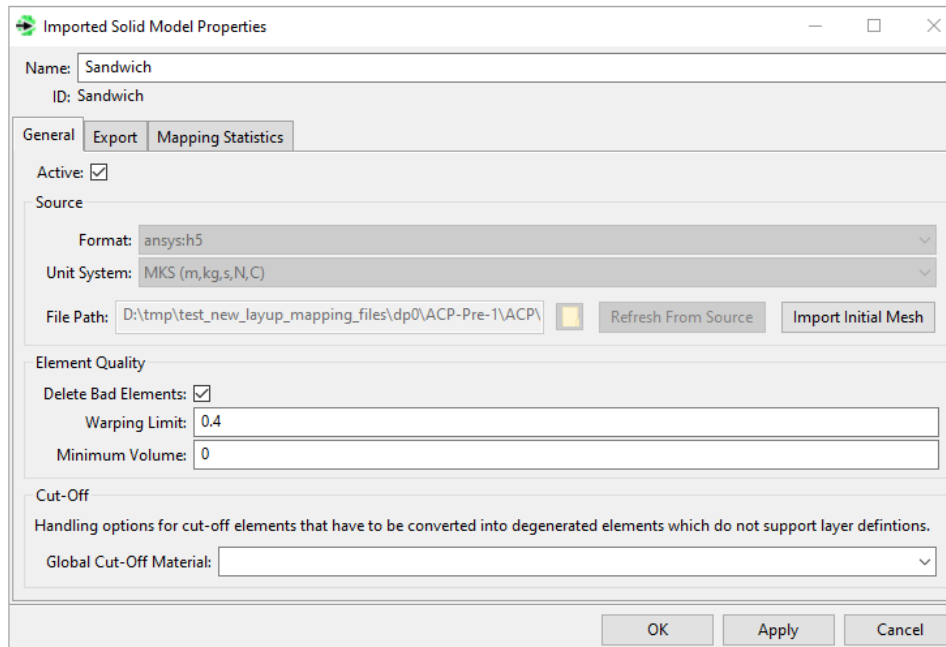 Imported Solid Model Properties
Name: Sandwich
ID: Sandwich
General Export Mapping Statistics
Active:
Source
Format: ansys:h5
Unit System: MKS (m,kg,s,N,C)
File Path: D:\tmp\test_new_layup_mapping_files\dp0\ACP-Pre-1\ACP\ Refresh From Source Import Initial Mesh
Element Quality
Delete Bad Elements:
Warping Limit: 0.4
Minimum Volume: 0
Cut-Off
Handling options for cut-off elements that have to be converted into degenerated elements which do not support layer defintions.
Global Cut-Off Material:
OK Apply Cancel